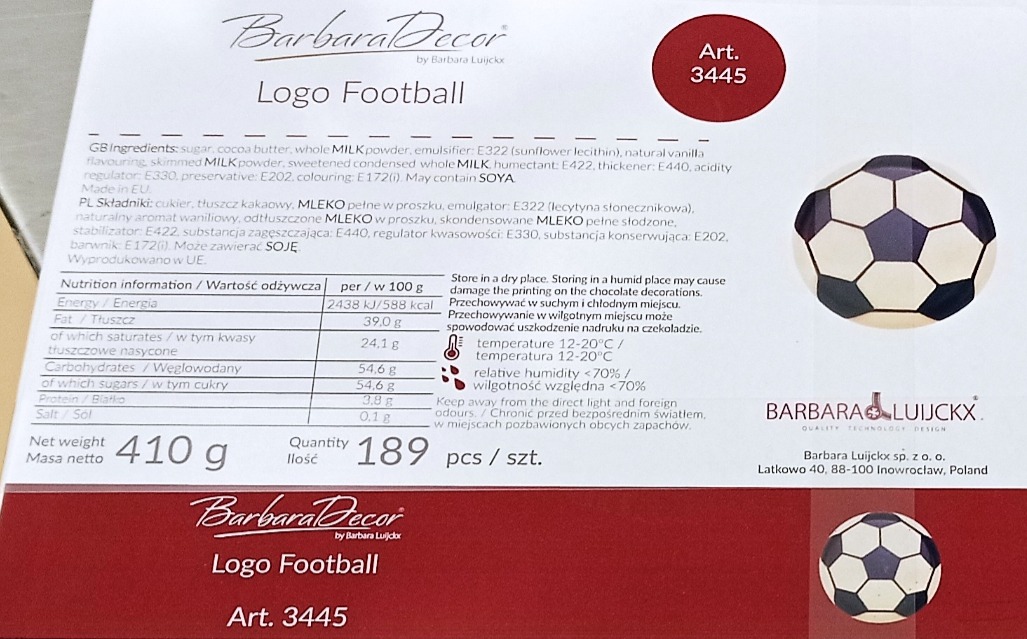 BarbaraDecor
by Barbara Luijckx
Logo Football
Art.
3445
GB Ingredients: sugar, cocoa butter, whole MILK powder, emulsifier: E322 (sunflower lecithin), natural vanilla
flavouring, skimmed MILK powder, sweetened condensed whole MILK, humectant: E422, thickener: E440, acidity
regulator: E330, preservative: E202, colouring: E172(i). May contain SOYA.
Made in EU.
PL Składniki: cukier, tłuszcz kakaowy, MLEKO pełne w proszku, emulgator: E322 (lecytyna słonecznikowa),
naturalny aromat waniliowy, odtłuszczone MLEKO w proszku, skondensowane MLEKO pełne słodzone,
stabilizator: E422, substancja zagęszczająca: E440, regulator kwasowości: E330, substancja konserwująca: E202,
barwnik: E172(i). Może zawierać SOJĘ.
Wyprodukowano w UE.
Nutrition information / Wartość odżywcza per / w 100 g
Energy / Energia 2438 kJ/588 kcal
Fat / Tłuszcz 39,0 g
of which saturates / w tym kwasy
tłuszczowe nasycone 24,1 g
Carbohydrates / Węglowodany 54,6 g
of which sugars / w tym cukry 54,6 g
Protein / Białko 3,8 g
Salt / Sól 0,1 g
Store in a dry place. Storing in a humid place may cause
damage the printing on the chocolate decorations.
Przechowywać w suchym i chłodnym miejscu.
Przechowywanie w wilgotnym miejscu może
spowodować uszkodzenie nadruku na czekoladzie.
temperature 12-20°C /
temperatura 12-20°C
relative humidity <70% /
wilgotność względna <70%
Keep away from the direct light and foreign
odours. / Chronić przed bezpośrednim światłem,
w miejscach pozbawionych obcych zapachów.
Net weight
Masa netto 410 g
Quantity
Ilość 189 pcs / szt.
BARBARA LUIJCKX
QUALITY TECHNOLOGY DESIGN
Barbara Luijckx sp. z o. o.
Latkowo 40, 88-100 Inowrocław, Poland
BarbaraDecor
by Barbara Luijckx
Logo Football
Art. 3445